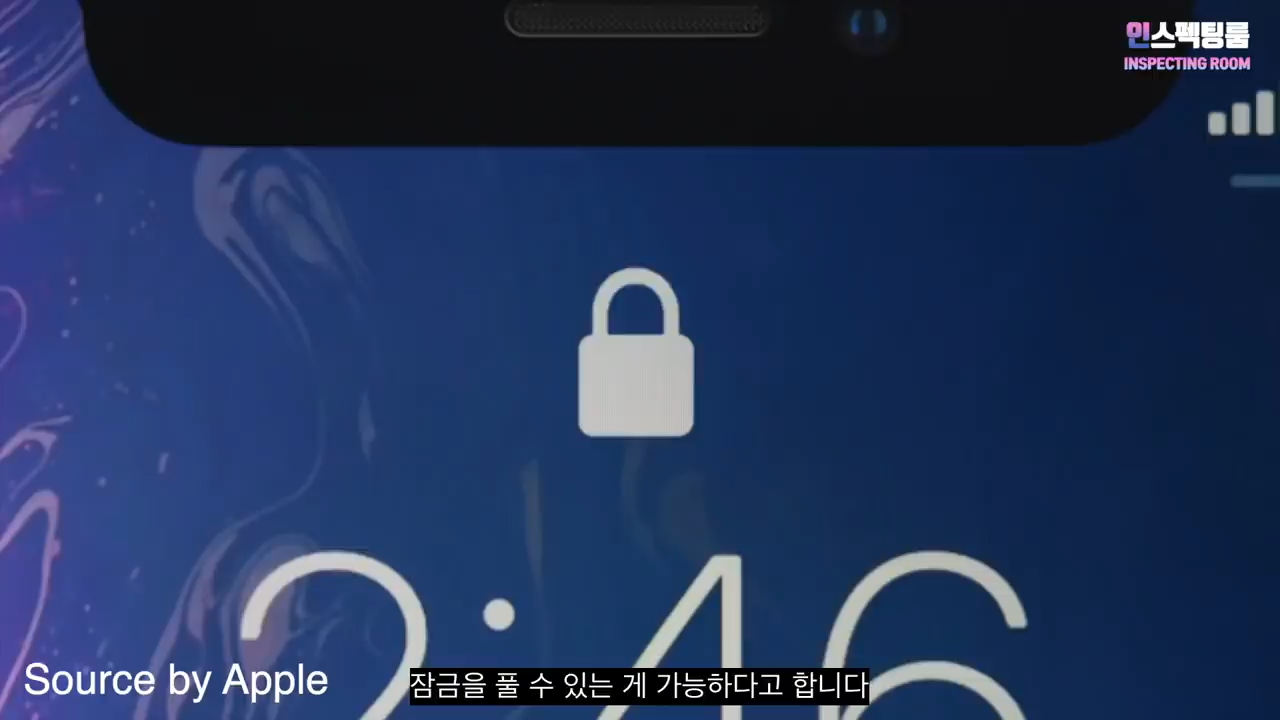 인스펙팅룸
INSPECTING ROOM
2:46
Source by Apple
잠금을 풀 수 있는 게 가능하다고 합니다